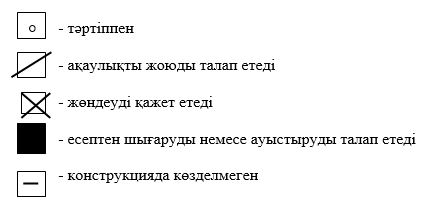 - тәртіппен
- ақаулықты жоюды талап етеді
- жөндеуді қажет етеді
- есептен шығаруды немесе ауыстыруды талап етеді
- конструкцияда көзделмеген